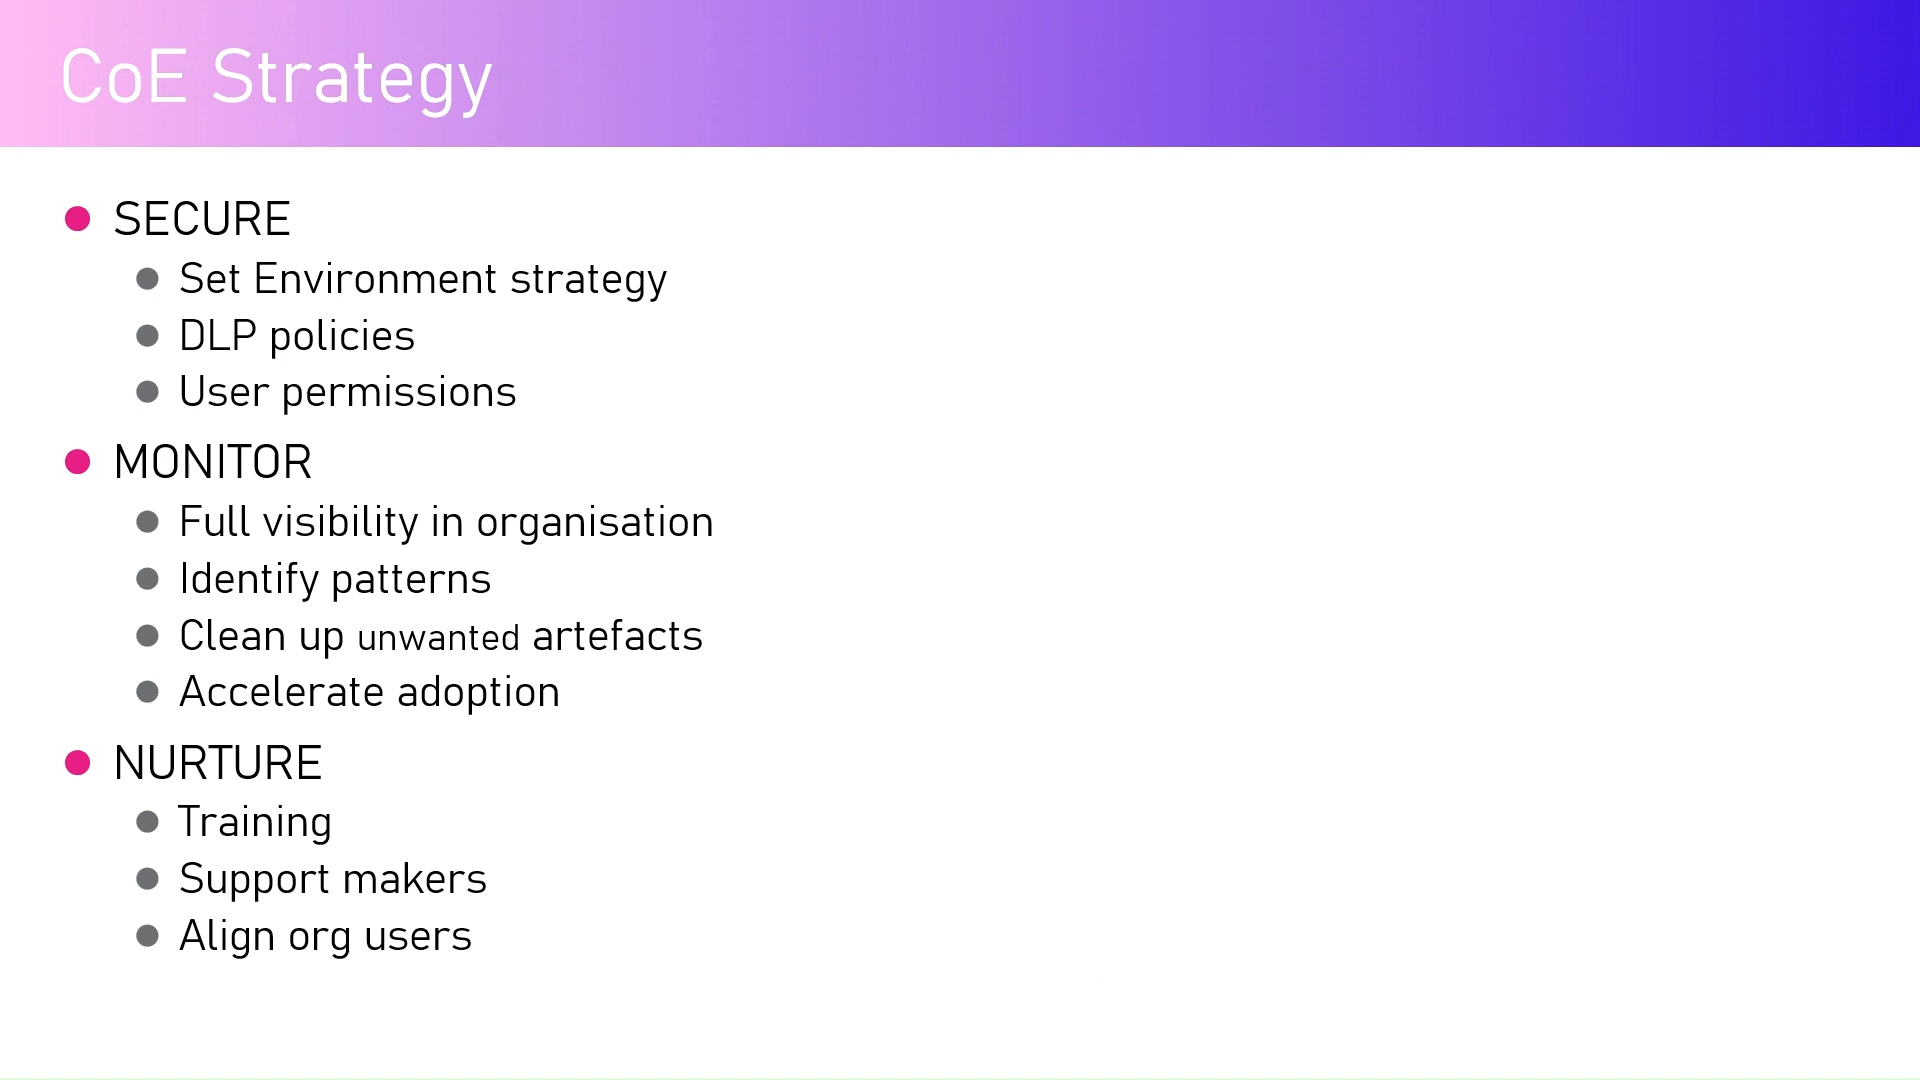 CoE Strategy
SECURE
Set Environment strategy
DLP policies
User permissions
MONITOR
Full visibility in organisation
Identify patterns
Clean up unwanted artefacts
Accelerate adoption
NURTURE
Training
Support makers
Align org users